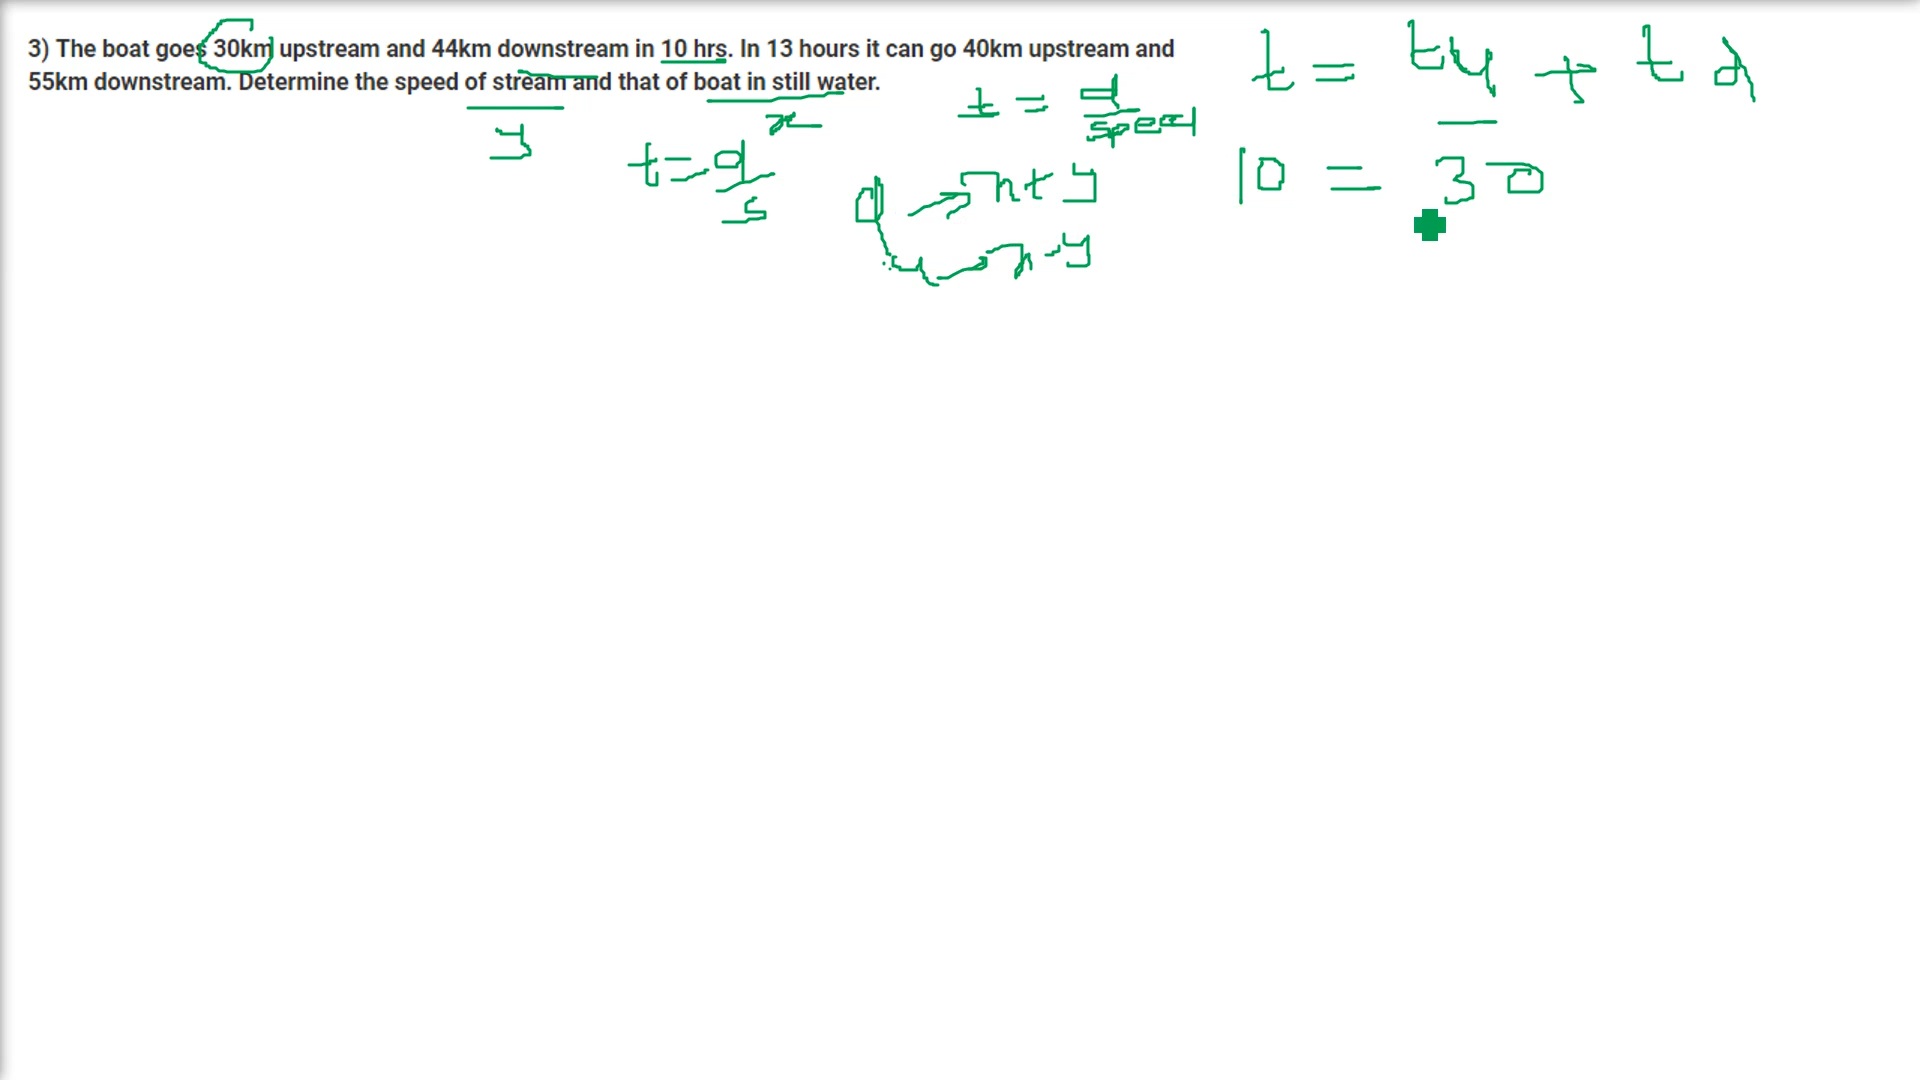 3) The boat goes 30km upstream and 44km downstream in 10 hrs. In 13 hours it can go 40km upstream and
55km downstream. Determine the speed of stream and that of boat in still water.
t = tu + td
y
x
t = d/speed
t = d/s
d → x+y
10 = 30
u → x-y